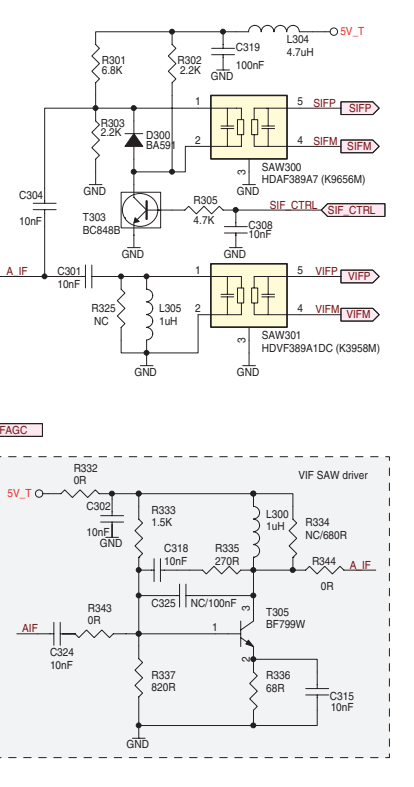 L304
4.7uH
5V_T
R301
6.8K
R302
2.2K
C319
100nF
GND
R303
2.2K
D300
BA591
1
2
5
4
SIFP
SIFP
SIFM
SIFM
3
SAW300
HDAF389A7 (K9656M)
GND
GND
C304
10nF
T303
BC848B
R305
4.7K
SIF_CTRL
SIF_CTRL
C308
10nF
GND
GND
A_IF
C301
10nF
R325
NC
L305
1uH
1
2
5
4
VIFP
VIFP
VIFM
VIFM
3
SAW301
HDVF389A1DC (K3958M)
GND
GND
FAGC
VIF SAW driver
R332
0R
5V_T
C302
10nF
GND
R333
1.5K
L300
1uH
R334
NC/680R
C318
10nF
R335
270R
R344
0R
A_IF
C325
NC/100nF
T305
BF799W
3
1
2
AIF
C324
10nF
R343
0R
R337
820R
R336
68R
C315
10nF
GND